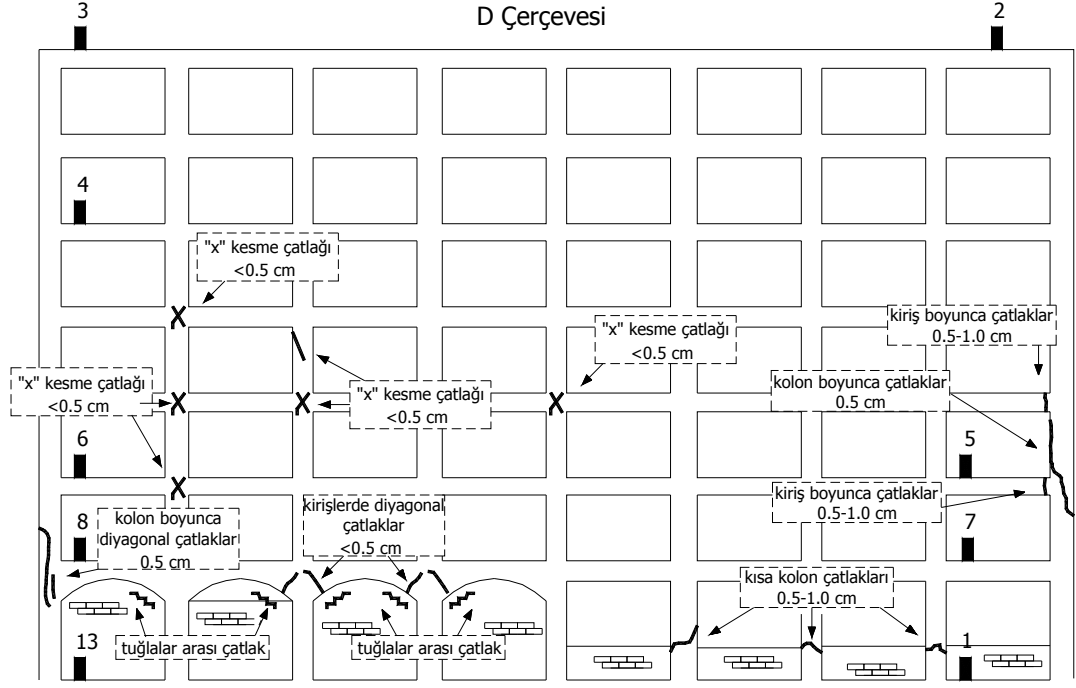 D Çerçevesi
3
2
4
"x" kesme çatlağı
<0.5 cm
kiriş boyunca çatlaklar
0.5-1.0 cm
"x" kesme çatlağı
<0.5 cm
"x" kesme çatlağı
<0.5 cm
"x" kesme çatlağı
<0.5 cm
kolon boyunca çatlaklar
0.5 cm
6
5
kiriş boyunca çatlaklar
0.5-1.0 cm
kirişlerde diyagonal
çatlaklar
<0.5 cm
8
kolon boyunca
diyagonal çatlaklar
0.5 cm
7
kısa kolon çatlakları
0.5-1.0 cm
13
tuğlalar arası çatlak
tuğlalar arası çatlak
1